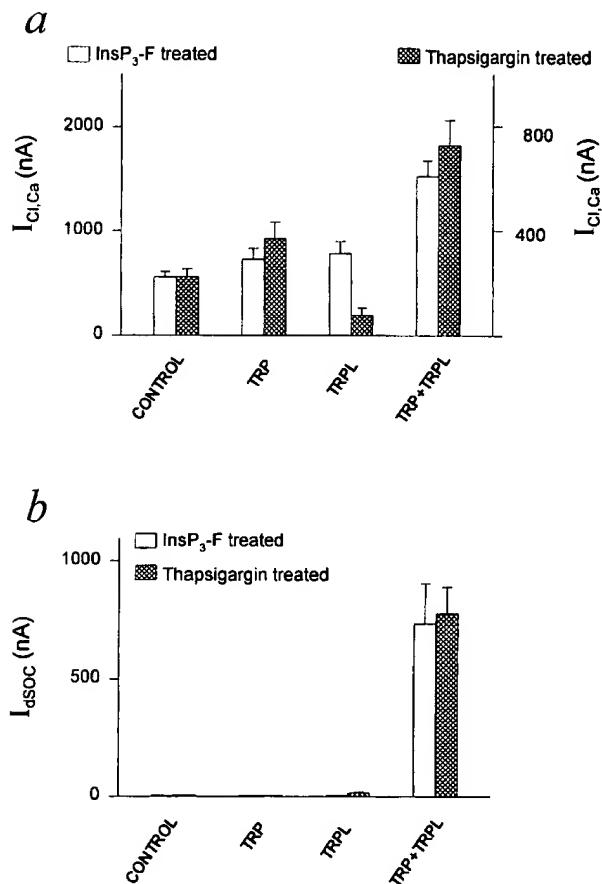 a
InsP3-F treated
Thapsigargin treated
2000
1000
0
800
400
ICl,Ca (nA)
ICl,Ca (nA)
CONTROL
TRP
TRPL
TRP+TRPL
b
InsP3-F treated
Thapsigargin treated
1000
500
0
IdSOC (nA)
CONTROL
TRP
TRPL
TRP+TRPL